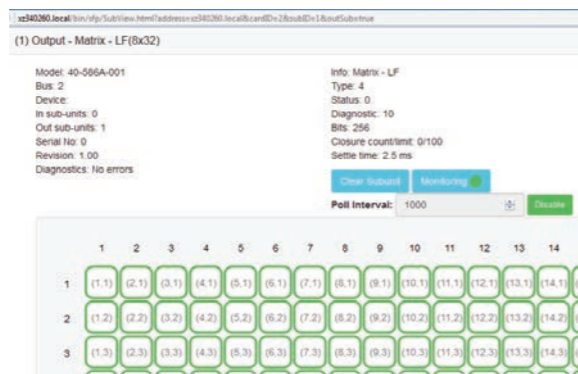 xz340260.local/bin/sfp/SubView.html?address=xz340260.local&cardID=2&subID=1&outSub=true
(1) Output - Matrix - LF(8x32)
Model: 40-586A-001
Bus: 2
Device:
In sub-units: 0
Out sub-units: 1
Serial No: 0
Revision: 1.00
Diagnostics: No errors
Info: Matrix - LF
Type: 4
Status: 0
Diagnostic: 10
Bits: 256
Closure count/limit: 0/100
Settle time: 2.5 ms
Clear Subunit Monitoring
Poll Interval: 1000 Disable
1 2 3 4 5 6 7 8 9 10 11 12 13 14
1 (1,1) (2,1) (3,1) (4,1) (5,1) (6,1) (7,1) (8,1) (9,1) (10,1) (11,1) (12,1) (13,1) (14,1)
2 (1,2) (2,2) (3,2) (4,2) (5,2) (6,2) (7,2) (8,2) (9,2) (10,2) (11,2) (12,2) (13,2) (14,2)
3 (1,3) (2,3) (3,3) (4,3) (5,3) (6,3) (7,3) (8,3) (9,3) (10,3) (11,3) (12,3) (13,3) (14,3)